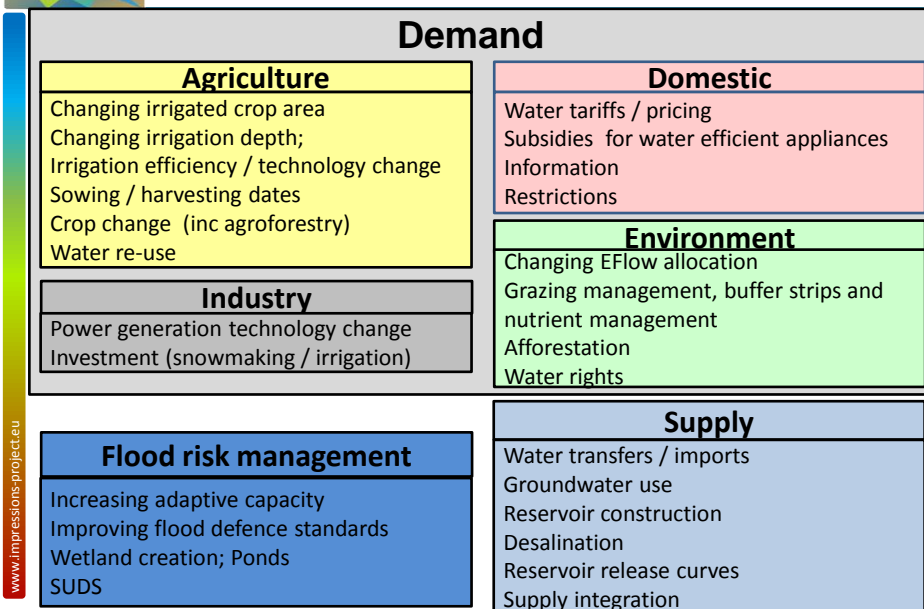 Demand
Agriculture
Changing irrigated crop area
Changing irrigation depth;
Irrigation efficiency / technology change
Sowing / harvesting dates
Crop change (inc agroforestry)
Water re-use
Industry
Power generation technology change
Investment (snowmaking / irrigation)
Domestic
Water tariffs / pricing
Subsidies for water efficient appliances
Information
Restrictions
Environment
Changing EFlow allocation
Grazing management, buffer strips and
nutrient management
Afforestation
Water rights
Flood risk management
Increasing adaptive capacity
Improving flood defence standards
Wetland creation; Ponds
SUDS
Supply
Water transfers / imports
Groundwater use
Reservoir construction
Desalination
Reservoir release curves
Supply integration
www.impressions-project.eu